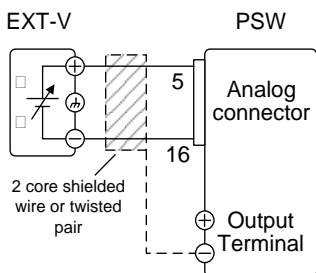 EXT-V
PSW
5
Analog
connector
16
2 core shielded
wire or twisted
pair
Output
Terminal